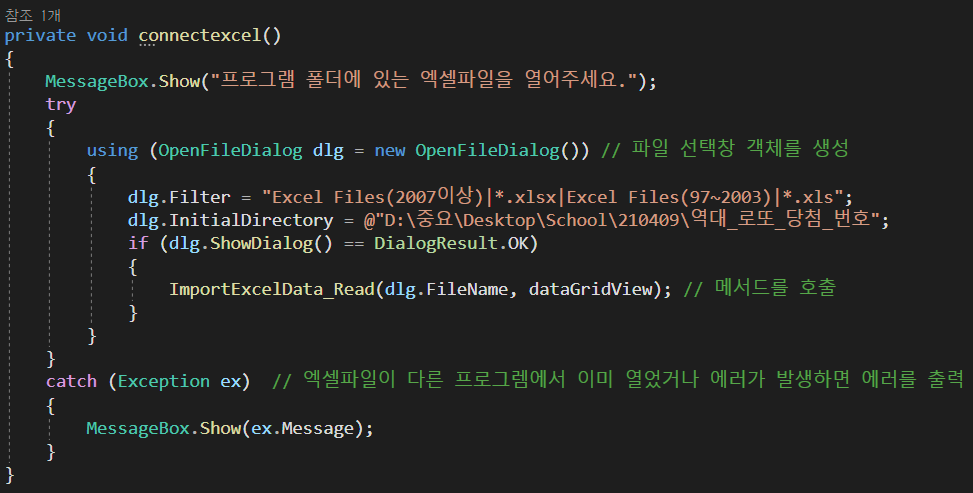 참조 1개
private void connectexcel()
{
    MessageBox.Show("프로그램 폴더에 있는 엑셀파일을 열어주세요.");
    try
    {
        using (OpenFileDialog dlg = new OpenFileDialog()) // 파일 선택창 객체를 생성
        {
            dlg.Filter = "Excel Files(2007이상)|*.xlsx|Excel Files(97~2003)|*.xls";
            dlg.InitialDirectory = @"D:\중요\Desktop\School\210409\역대_로또_당첨_번호";
            if (dlg.ShowDialog() == DialogResult.OK)
            {
                ImportExcelData_Read(dlg.FileName, dataGridView); // 메서드를 호출
            }
        }
    }
    catch (Exception ex)  // 엑셀파일이 다른 프로그렘에서 이미 열었거나 에러가 발생하면 에러를 출력
    {
        MessageBox.Show(ex.Message);
    }
}